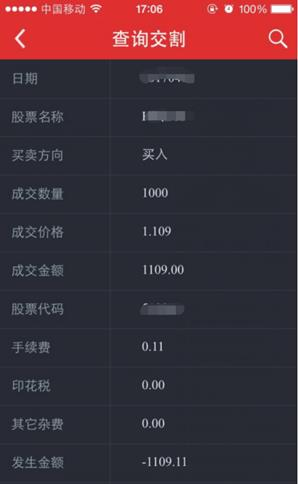 中国移动 17:06 100%
查询交割
日期
股票名称
买卖方向 买入
成交数量 1000
成交价格 1.109
成交金额 1109.00
股票代码
手续费 0.11
印花税 0.00
其它杂费 0.00
发生金额 -1109.11